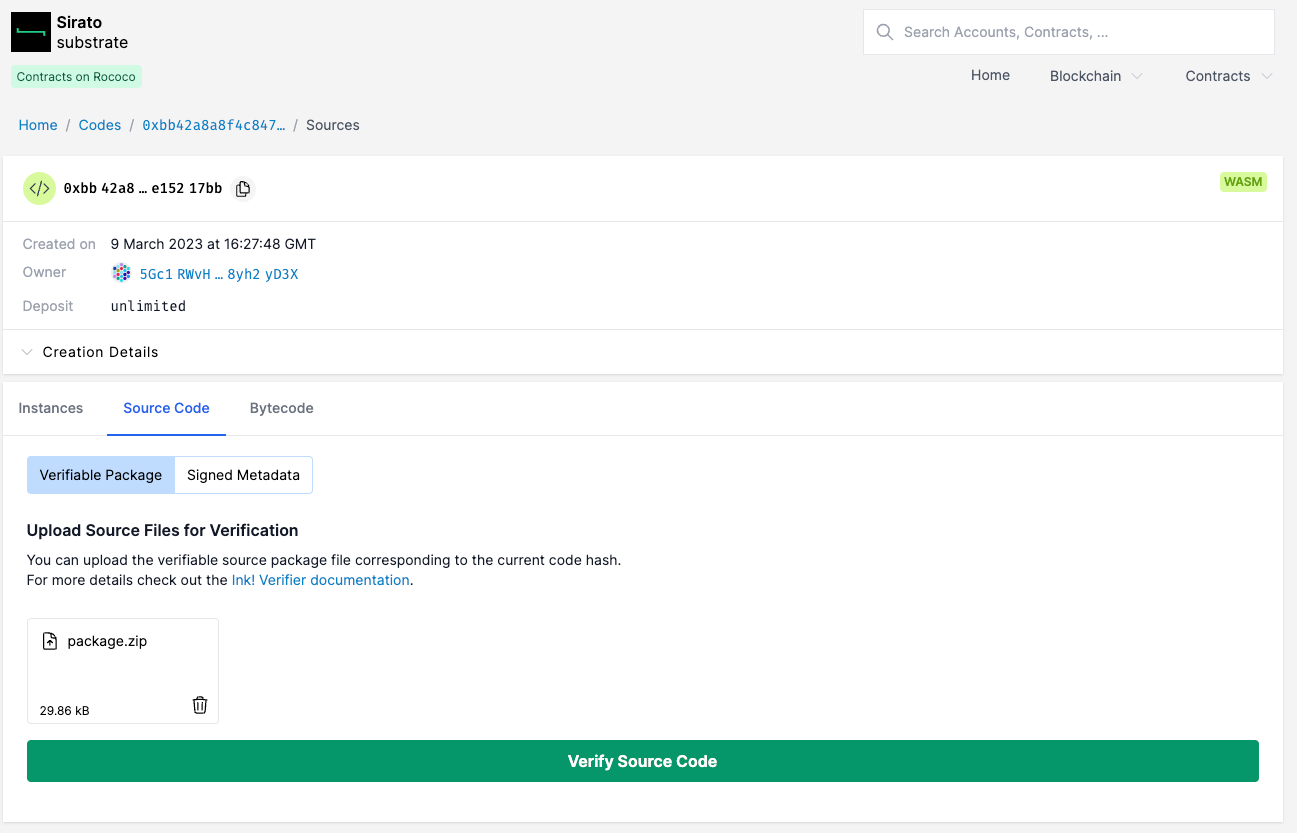 Sirato
substrate
Search Accounts, Contracts, ...
Contracts on Rococo
Home Blockchain Contracts
Home / Codes / 0xbb42a8a8f4c847… / Sources
0xbb 42a8 … e152 17bb
WASM
Created on 9 March 2023 at 16:27:48 GMT
Owner 5Gc1 RWvH … 8yh2 yD3X
Deposit unlimited
Creation Details
Instances Source Code Bytecode
Verifiable Package Signed Metadata
Upload Source Files for Verification
You can upload the verifiable source package file corresponding to the current code hash.
For more details check out the Ink! Verifier documentation.
package.zip
29.86 kB
Verify Source Code